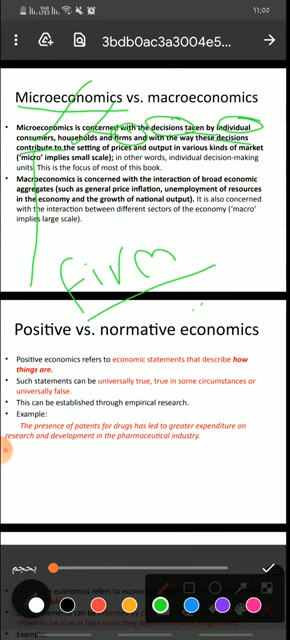 ١١:٥٥
3bdb0ac3a3004e5...
Microeconomics vs. macroeconomics
• Microeconomics is concerned with the decisions taken by individual
consumers, households and firms and with the way these decisions
contribute to the setting of prices and output in various kinds of market
('micro' implies small scale); in other words, individual decision-making
units. This is the focus of most of this book.
• Macroeconomics is concerned with the interaction of broad economic
aggregates (such as general price inflation, unemployment of resources
in the economy and the growth of national output). It is also concerned
with the interaction between different sectors of the economy ('macro'
implies large scale).
firm
Positive vs. normative economics
• Positive economics refers to economic statements that describe how
things are.
• Such statements can be universally true, true in some circumstances or
universally false.
• This can be established through empirical research.
• Example:
The presence of patents for drugs has led to greater expenditure on
research and development in the pharmaceutical industry.
بحجم
economics refers to